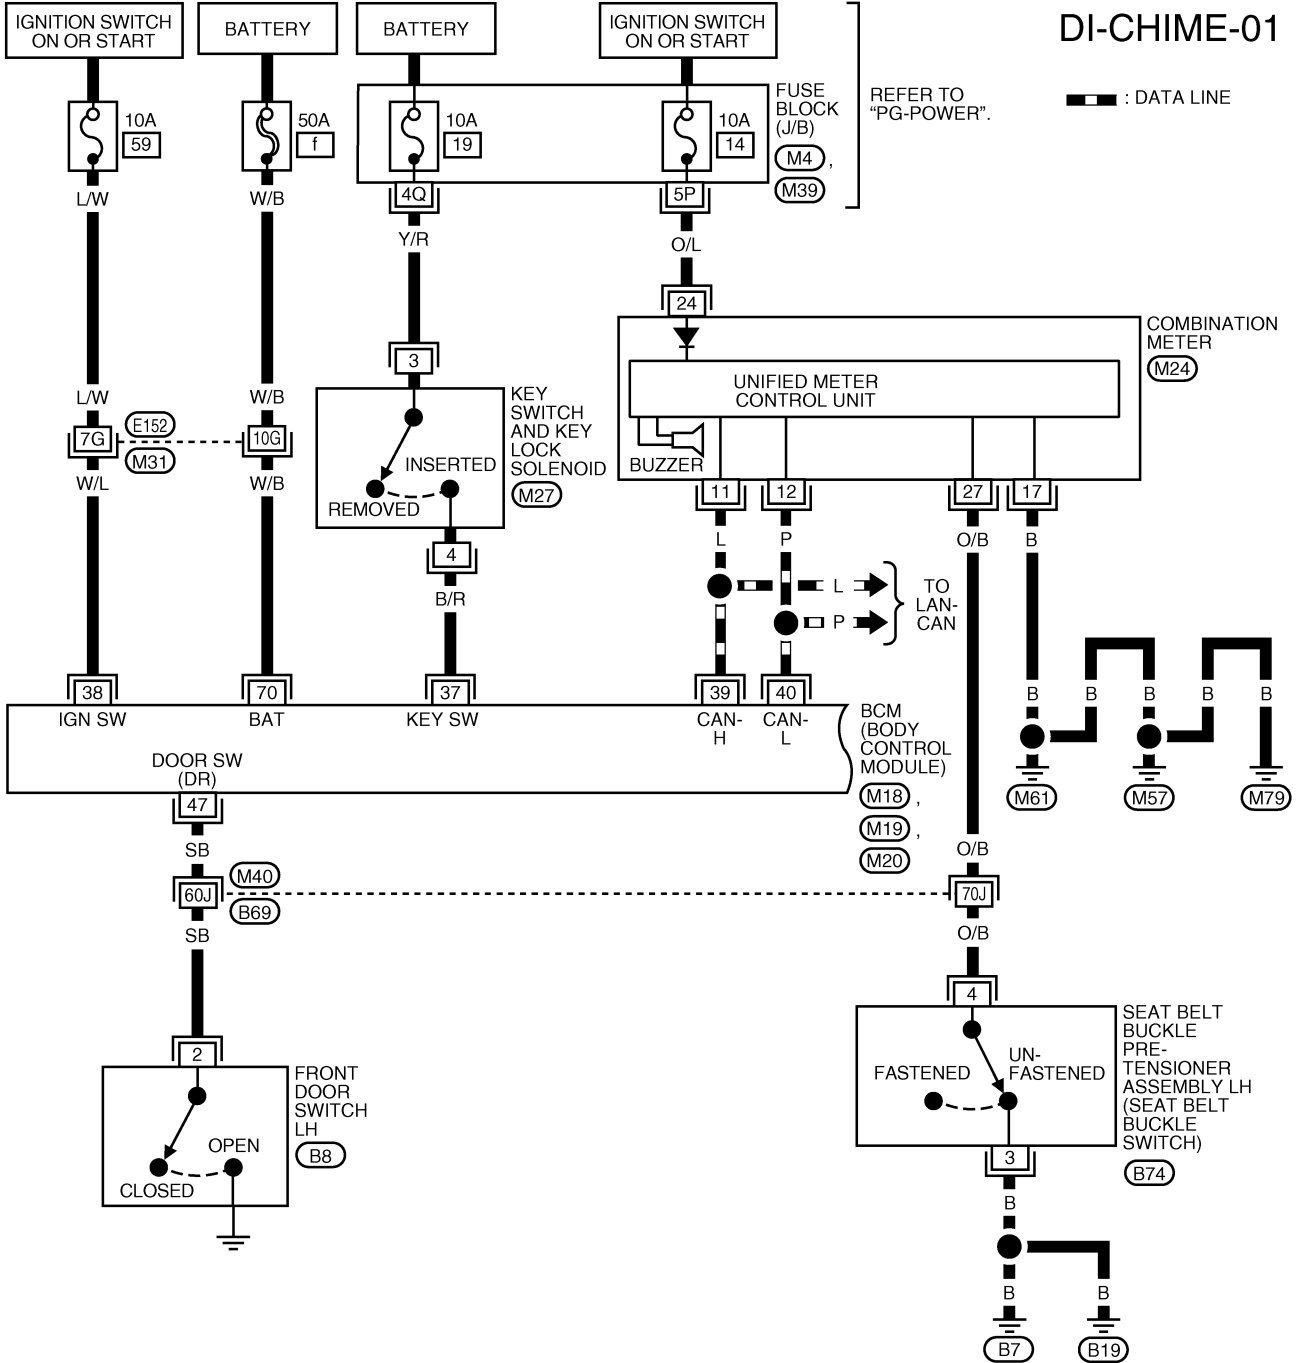 DI-CHIME-01
IGNITION SWITCH
ON OR START
BATTERY
BATTERY
IGNITION SWITCH
ON OR START
: DATA LINE
10A
59
50A
f
10A
19
10A
14
FUSE
BLOCK
(J/B)
M4 ,
M39
REFER TO
“PG-POWER”.
L/W
W/B
4Q
5P
Y/R
O/L
24
COMBINATION
METER
M24
3
UNIFIED METER
CONTROL UNIT
BUZZER
L/W
W/B
7G
E152
M31
10G
W/L
W/B
KEY
SWITCH
AND KEY
LOCK
SOLENOID
M27
INSERTED
REMOVED
11
12
27
17
L
P
O/B
B
4
B/R
L
P
TO
LAN-
CAN
38
70
37
39
40
B
B
B
B
B
IGN SW
BAT
KEY SW
CAN-
H
CAN-
L
BCM
(BODY
CONTROL
MODULE)
M18 ,
M19 ,
M20
M61
M57
M79
DOOR SW
(DR)
47
SB
O/B
60J
M40
B69
70J
SB
O/B
4
2
FRONT
DOOR
SWITCH
LH
B8
OPEN
CLOSED
FASTENED
UN-
FASTENED
SEAT BELT
BUCKLE
PRE-
TENSIONER
ASSEMBLY LH
(SEAT BELT
BUCKLE
SWITCH)
B74
3
B
B
B
B7
B19